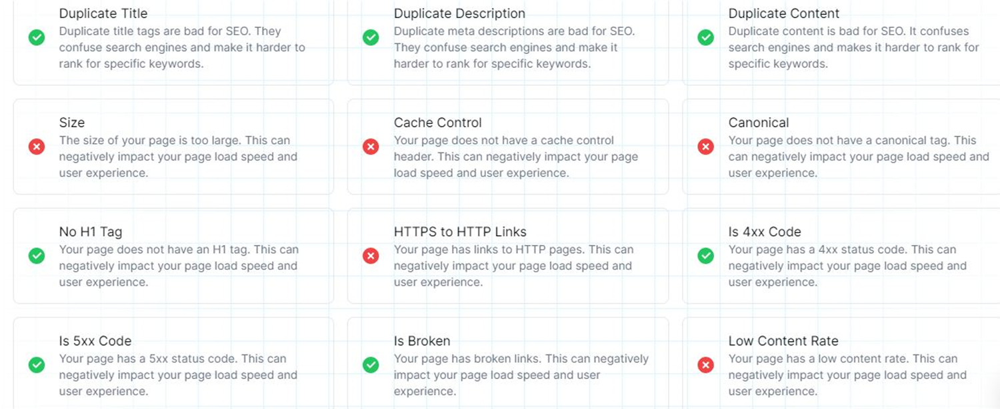 Duplicate Title
Duplicate title tags are bad for SEO. They
confuse search engines and make it harder to
rank for specific keywords.
Duplicate Description
Duplicate meta descriptions are bad for SEO.
They confuse search engines and make it
harder to rank for specific keywords.
Duplicate Content
Duplicate content is bad for SEO. It confuses
search engines and makes it harder to rank for
specific keywords.
Size
The size of your page is too large. This can
negatively impact your page load speed and
user experience.
Cache Control
Your page does not have a cache control
header. This can negatively impact your page
load speed and user experience.
Canonical
Your page does not have a canonical tag. This
can negatively impact your page load speed and
user experience.
No H1 Tag
Your page does not have an H1 tag. This can
negatively impact your page load speed and
user experience.
HTTPS to HTTP Links
Your page has links to HTTP pages. This can
negatively impact your page load speed and
user experience.
Is 4xx Code
Your page has a 4xx status code. This can
negatively impact your page load speed and
user experience.
Is 5xx Code
Your page has a 5xx status code. This can
negatively impact your page load speed and
user experience.
Is Broken
Your page has broken links. This can negatively
impact your page load speed and user
experience.
Low Content Rate
Your page has a low content rate. This can
negatively impact your page load speed and
user experience.